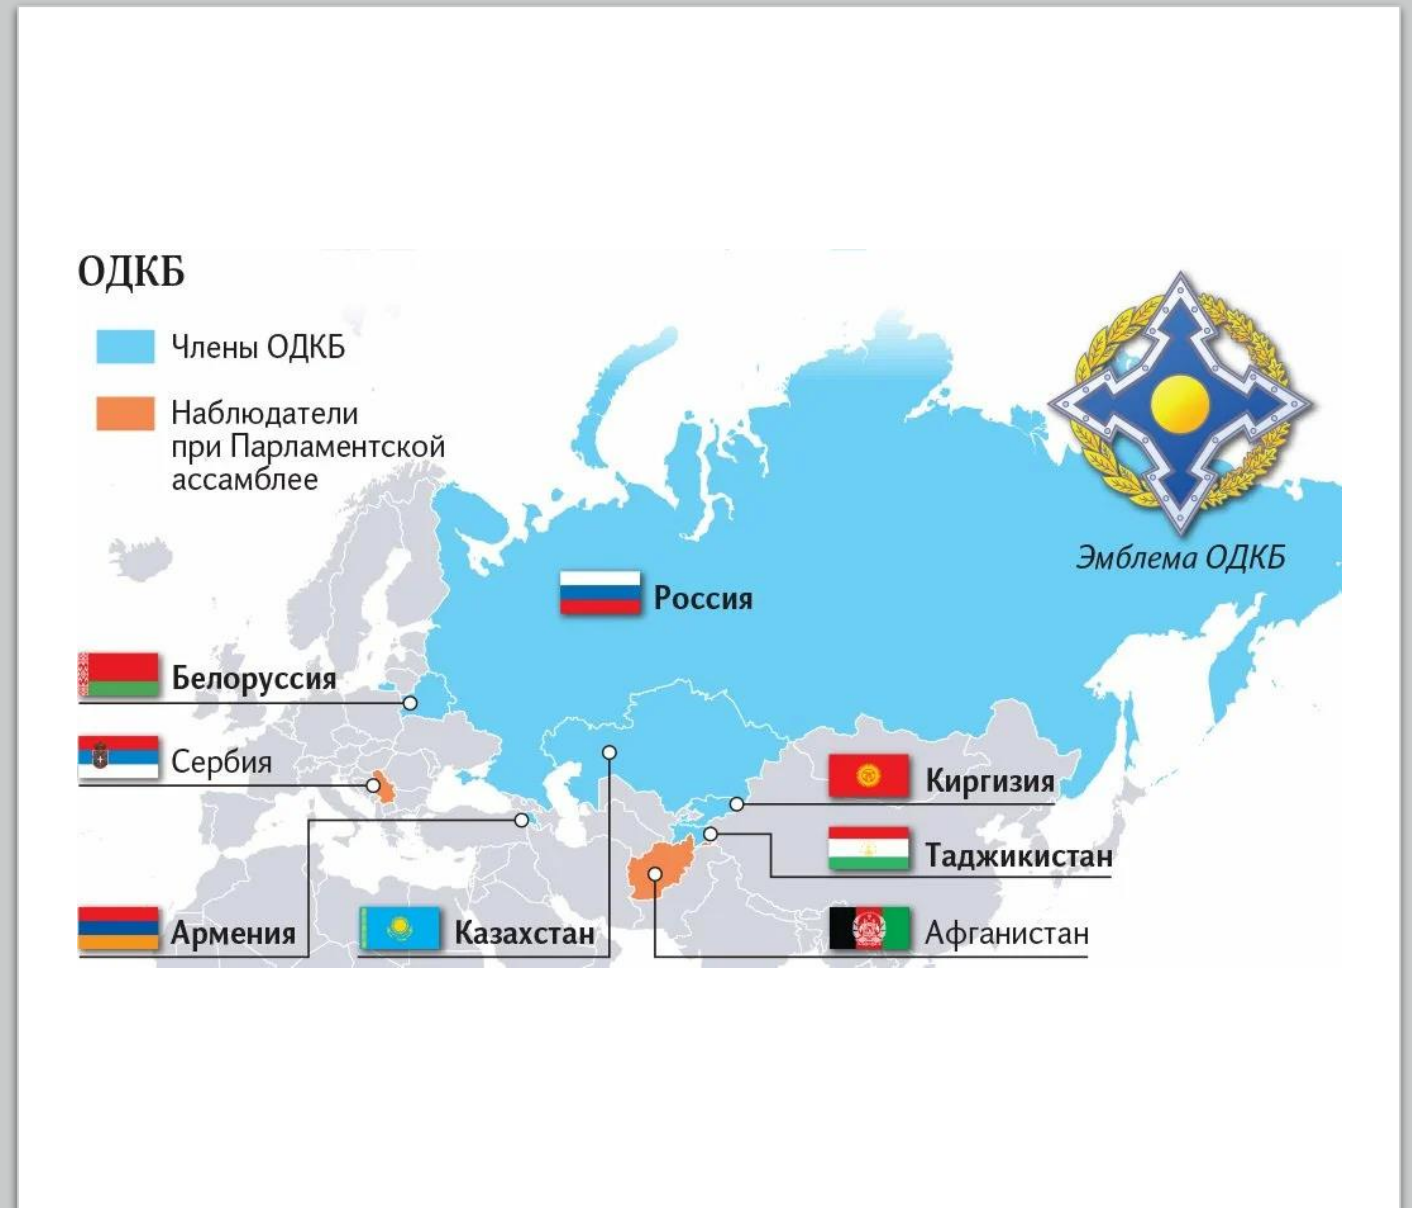 ОДКБ
Члены ОДКБ
Наблюдатели
при Парламентской
ассамблее
Эмблема ОДКБ
Россия
Белоруссия
Сербия
Киргизия
Таджикистан
Армения
Казахстан
Афганистан